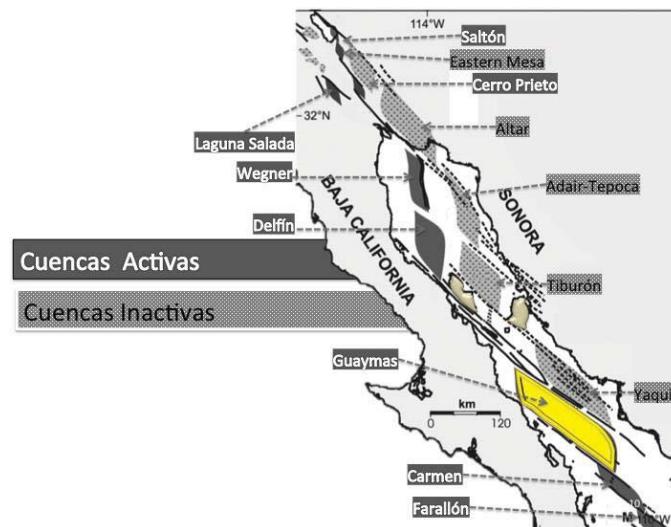 114°W
Saltón
Eastern Mesa
Cerro Prieto
32°N
Altar
Laguna Salada
Wegner
Adair-Tepoca
SONORA
BAJA CALIFORNIA
Delfín
Cuencas Activas
Tiburón
Cuencas Inactivas
Guaymas
km
0
120
Yaqui
Carmen
Farallón